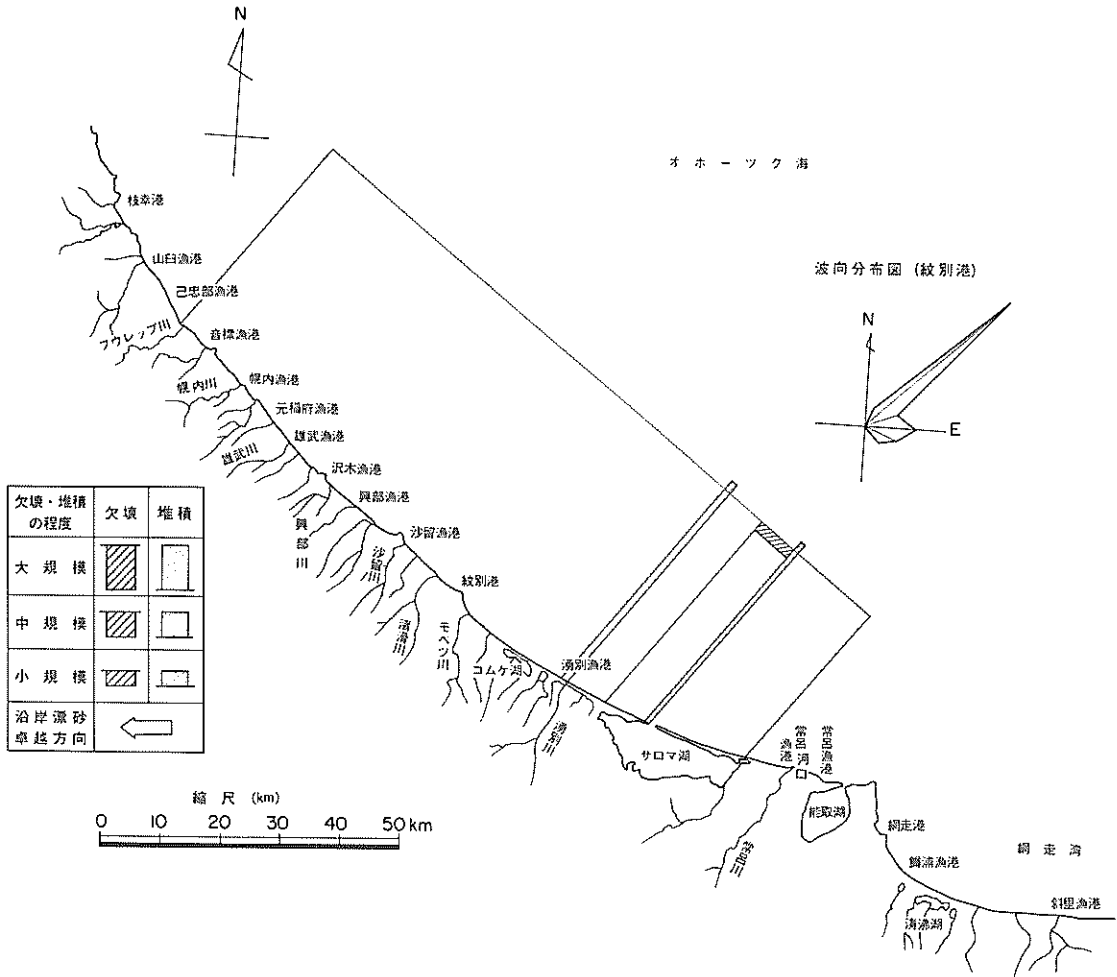 N
オホーツク海
枝幸港
山臼漁港
己忠部漁港
フウレップ川
音標漁港
幌内川
幌内漁港
元稲府漁港
雄武漁港
雄武川
沢木漁港
興部漁港
興部川
沙留漁港
沙留川
紋別港
渚滑川
モベツ川
コムケ湖
湧別漁港
湧別川
サロマ湖
常呂河口
漁港
常呂漁港
常呂川
能取湖
網走港
網走湾
鱒浦漁港
濤沸湖
斜里漁港
波向分布図 (紋別港)
N
E
欠壊・堆積の程度
欠壊
堆積
大規模
中規模
小規模
沿岸漂砂
卓越方向
縮尺 (km)
0 10 20 30 40 50 km